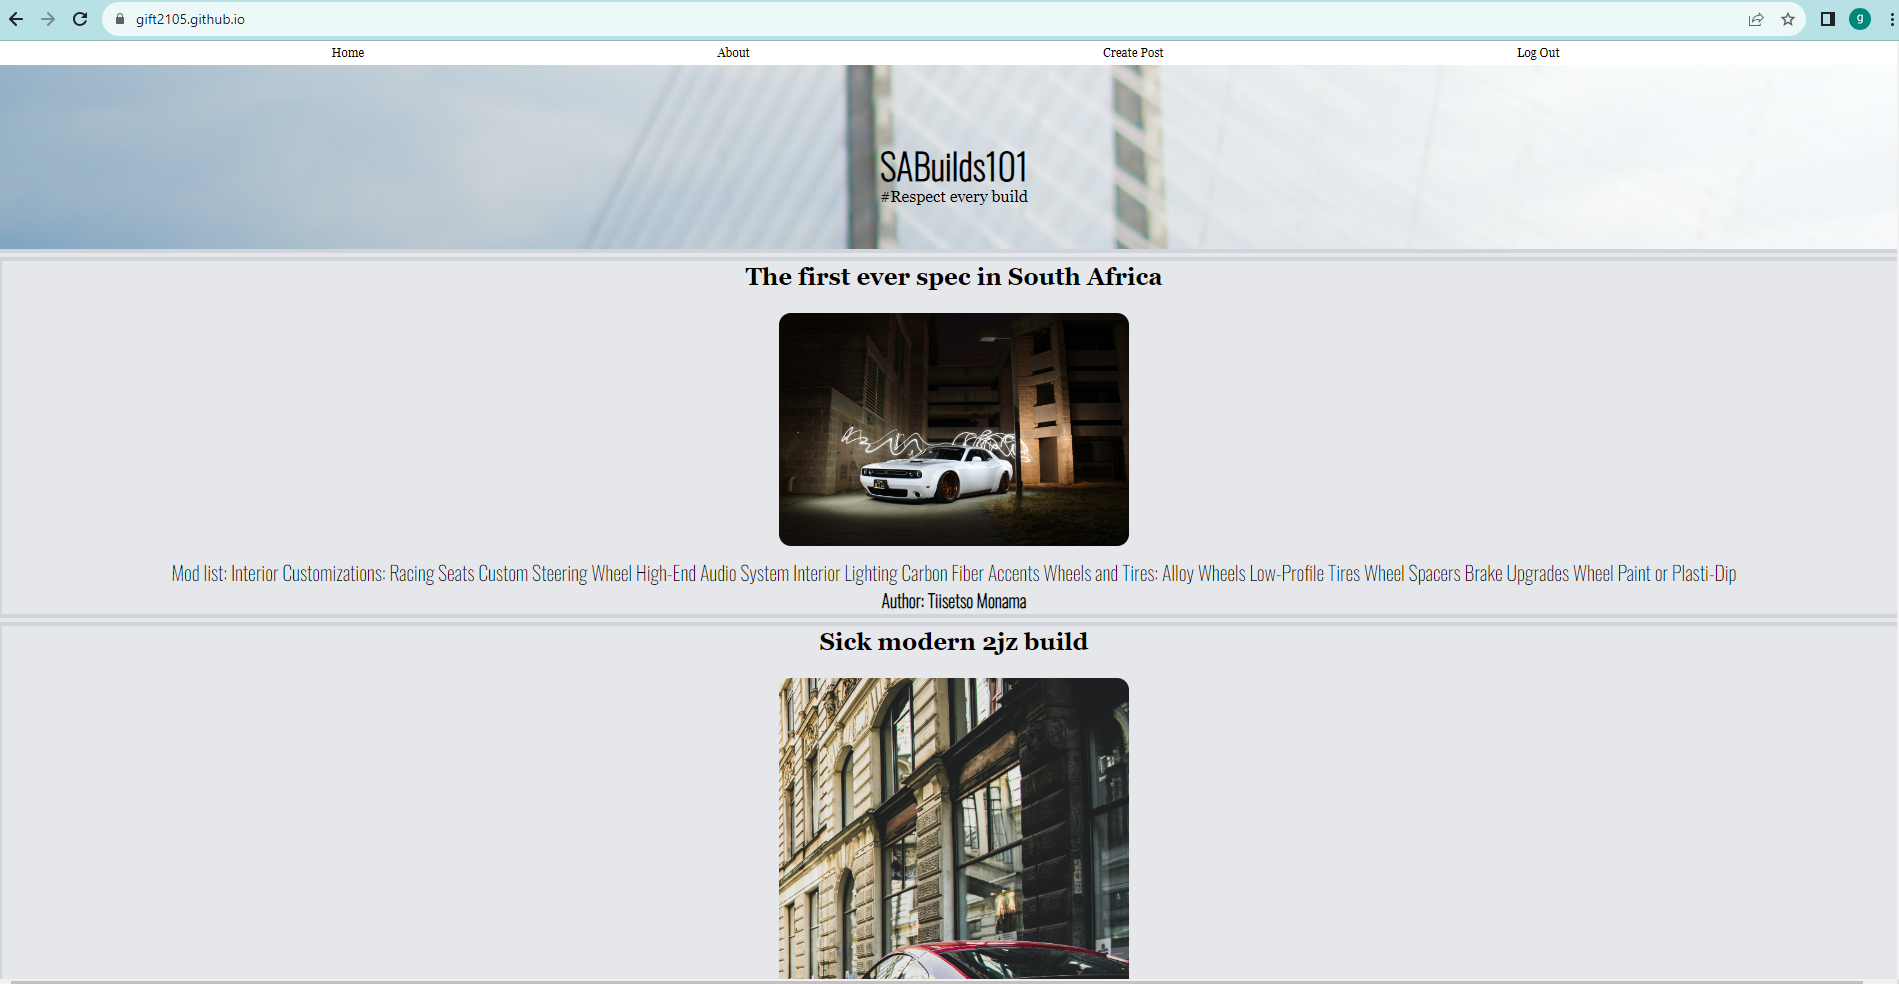 gift2105.github.io
g
Home About Create Post Log Out
SABuilds101
#Respect every build
The first ever spec in South Africa
Mod list: Interior Customizations: Racing Seats Custom Steering Wheel High-End Audio System Interior Lighting Carbon Fiber Accents Wheels and Tires: Alloy Wheels Low-Profile Tires Wheel Spacers Brake Upgrades Wheel Paint or Plasti-Dip
Author: Tiisetso Monama
Sick modern 2jz build